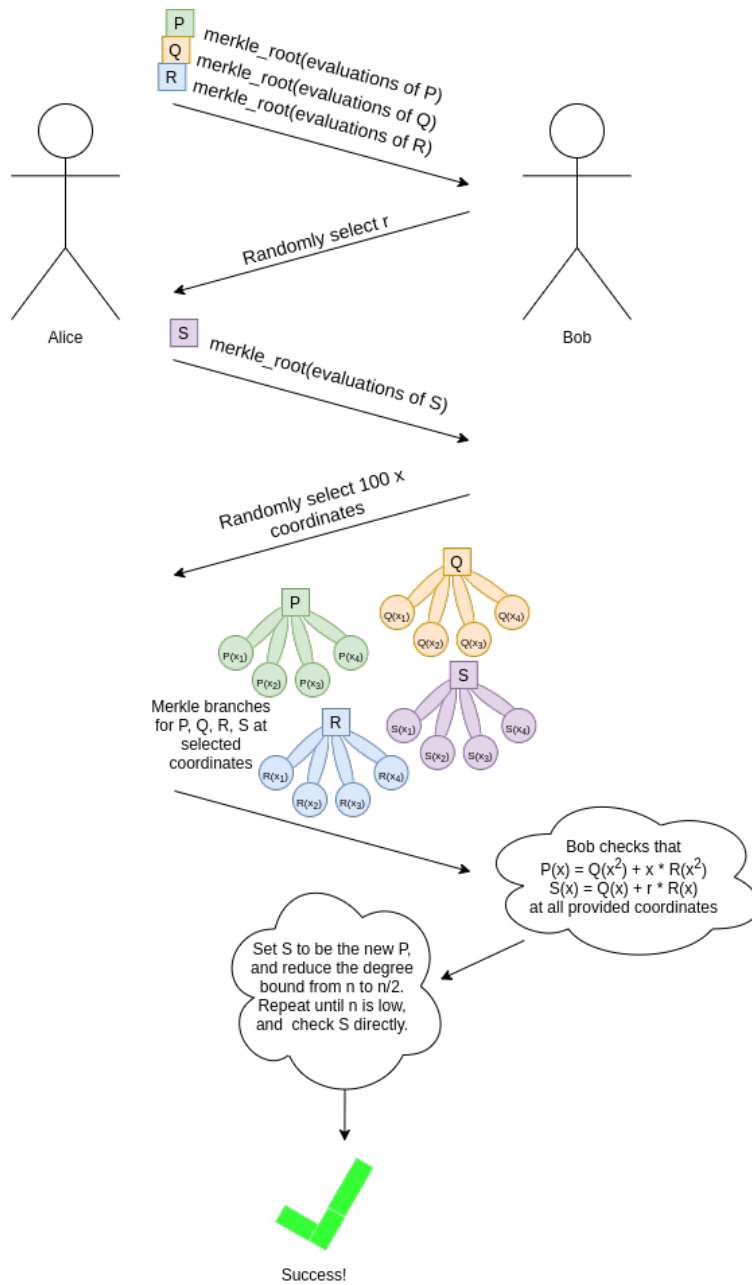 P
merkle_root(evaluations of P)
Q
merkle_root(evaluations of Q)
R
merkle_root(evaluations of R)
Randomly select r
Alice
Bob
S
merkle_root(evaluations of S)
Randomly select 100 x
coordinates
Q
Q(x₁)
Q(x₂)
Q(x₃)
Q(x₄)
P
P(x₁)
P(x₂)
P(x₃)
P(x₄)
S
S(x₁)
S(x₂)
S(x₃)
S(x₄)
Merkle branches
for P, Q, R, S at
selected
coordinates
R
R(x₁)
R(x₂)
R(x₃)
R(x₄)
Bob checks that
P(x) = Q(x²) + x * R(x²)
S(x) = Q(x) + r * R(x)
at all provided coordinates
Set S to be the new P,
and reduce the degree
bound from n to n/2.
Repeat until n is low,
and check S directly.
Success!